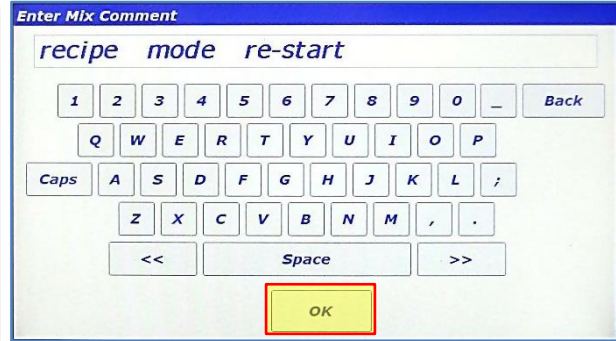 Enter Mix Comment
recipe mode re-start
1 2 3 4 5 6 7 8 9 0 _ Back
Q W E R T Y U I O P
Caps A S D F G H J K L ;
Z X C V B N M , .
<< Space >>
OK